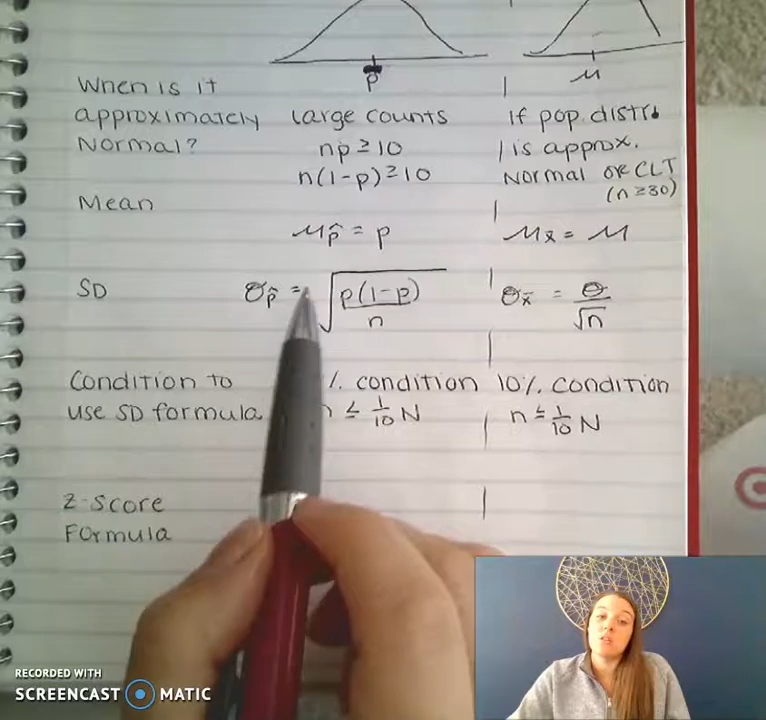 p
μ
When is it
approximately
Normal?
large counts
np ≥ 10
n(1-p) ≥ 10
If pop. distr.
is approx.
Normal or CLT
(n ≥ 30)
Mean
μp̂ = p
μx̄ = μ
SD
σp̂ = √p(1-p)/n
σx̄ = σ/√n
Condition to
use SD formula
% condition
≤ 1/10 N
10% condition
n ≤ 1/10 N
Z-Score
Formula
RECORDED WITH
SCREENCAST MATIC